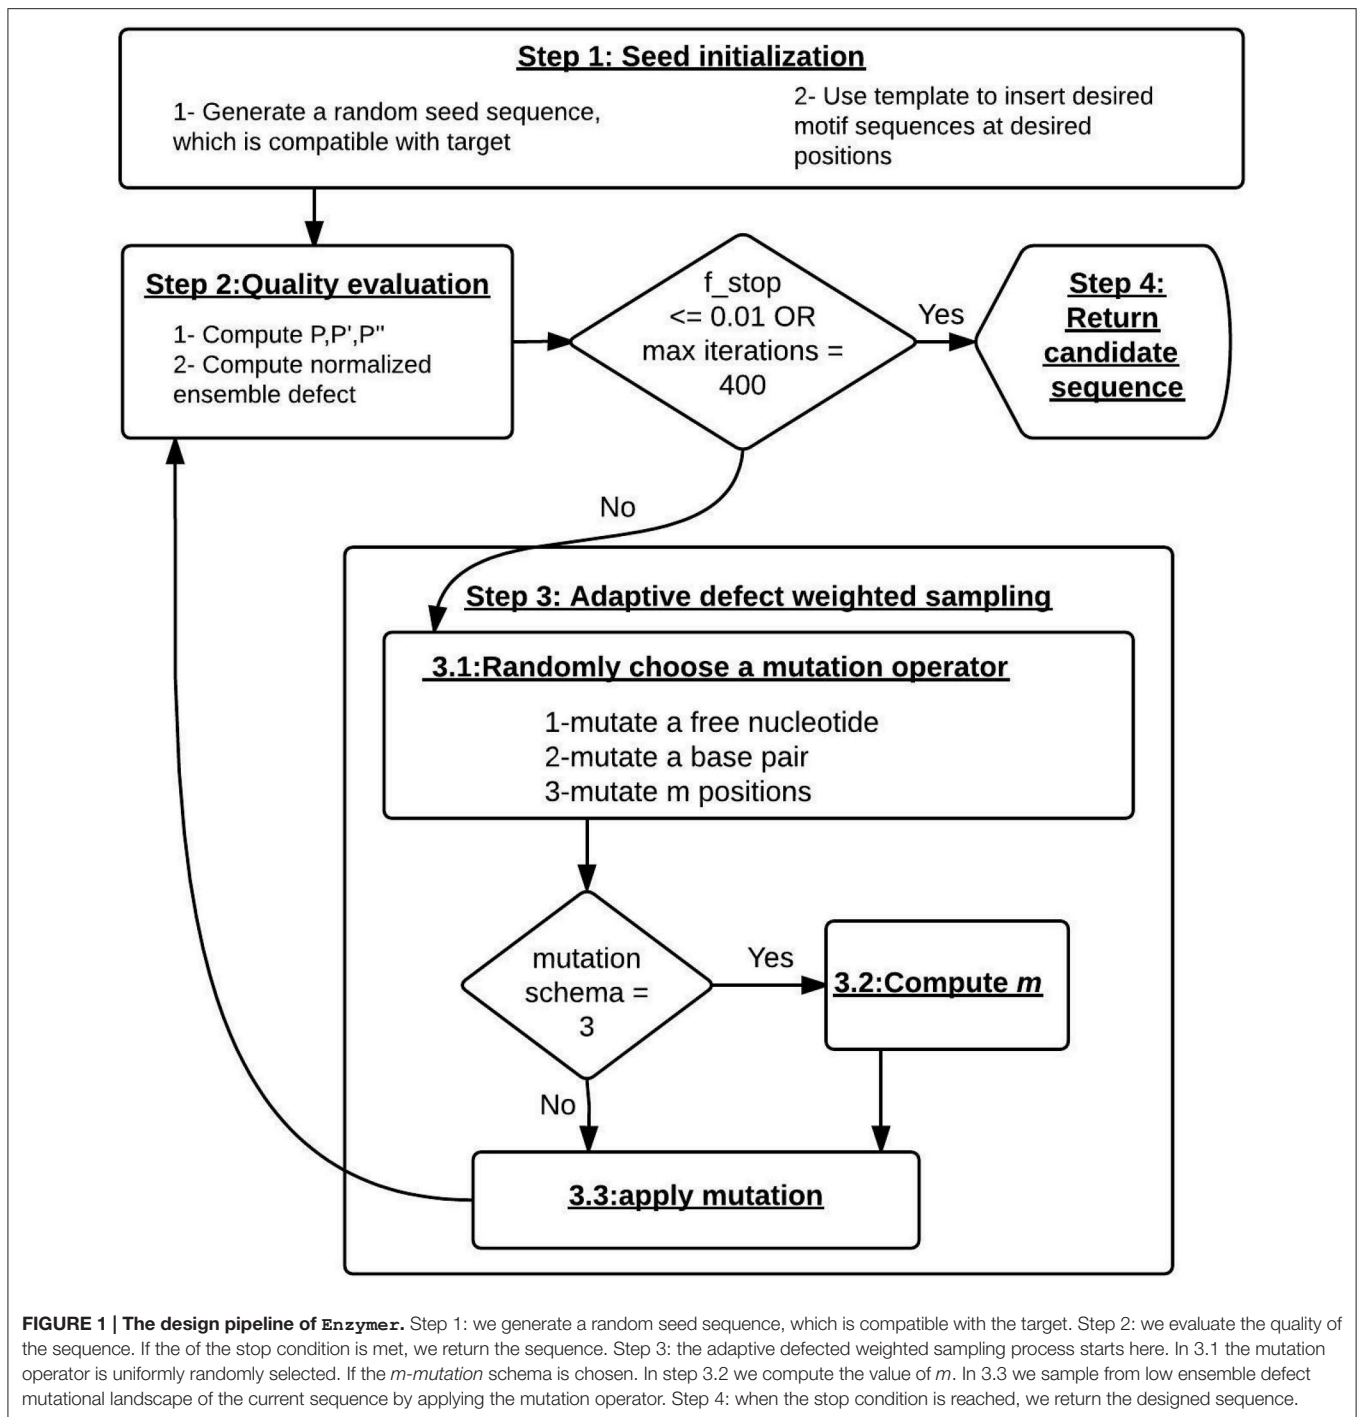 Step 1: Seed initialization
1- Generate a random seed sequence,
which is compatible with target
2- Use template to insert desired
motif sequences at desired
positions
Step 2:Quality evaluation
1- Compute P,P',P"
2- Compute normalized
ensemble defect
f_stop
<= 0.01 OR
max iterations =
400
Yes
Step 4:
Return
candidate
sequence
No
Step 3: Adaptive defect weighted sampling
3.1:Randomly choose a mutation operator
1-mutate a free nucleotide
2-mutate a base pair
3-mutate m positions
mutation
schema =
3
Yes
3.2:Compute m
No
3.3:apply mutation
FIGURE 1 | The design pipeline of Enzymer. Step 1: we generate a random seed sequence, which is compatible with the target. Step 2: we evaluate the quality of
the sequence. If the of the stop condition is met, we return the sequence. Step 3: the adaptive defected weighted sampling process starts here. In 3.1 the mutation
operator is uniformly randomly selected. If the m-mutation schema is chosen. In step 3.2 we compute the value of m. In 3.3 we sample from low ensemble defect
mutational landscape of the current sequence by applying the mutation operator. Step 4: when the stop condition is reached, we return the designed sequence.